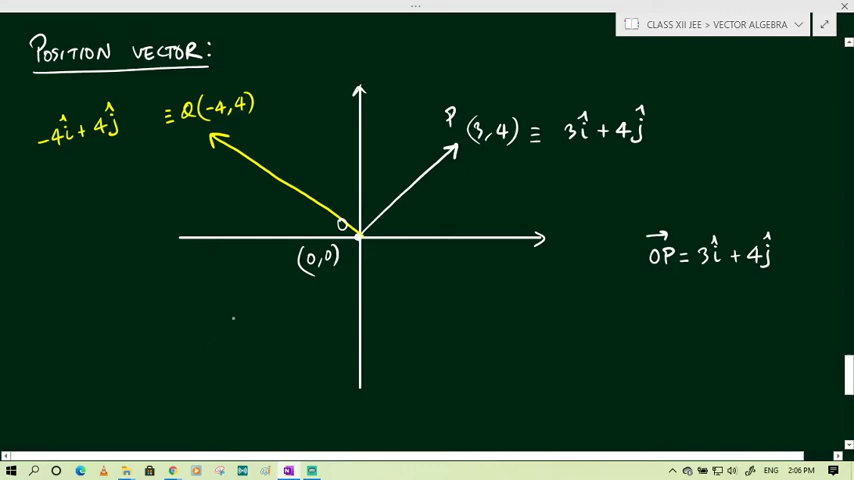 CLASS XII JEE > VECTOR ALGEBRA
POSITION VECTOR:
-4î + 4ĵ ≡ Q(-4,4)
P (3,4) ≡ 3î + 4ĵ
O
(0,0)
OP⃗ = 3î + 4ĵ
ENG 2:06 PM